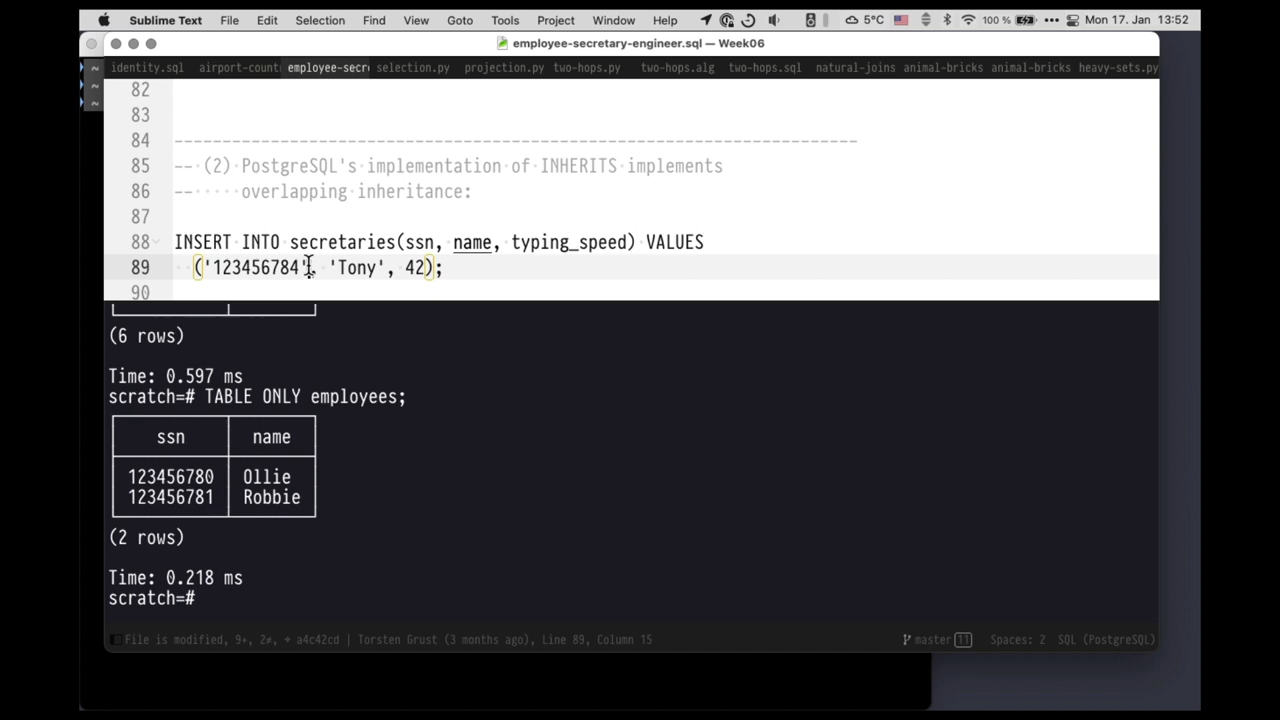 Sublime Text File Edit Selection Find View Goto Tools Project Window Help 5°C 100 % Mon 17. Jan 13:52
employee-secretary-engineer.sql — Week06
identity.sql airport-count employee-secre selection.py projection.py two-hops.py two-hops.alg two-hops.sql natural-joins animal-bricks animal-bricks heavy-sets.py
~
~
~
82
83
84 -----------------------------------------------------------------------
85 -- (2) PostgreSQL's implementation of INHERITS implements
86 -- overlapping inheritance:
87
88 INSERT INTO secretaries(ssn, name, typing_speed) VALUES
89 ('123456784', 'Tony', 42);
90
(6 rows)
Time: 0.597 ms
scratch=# TABLE ONLY employees;
ssn name
123456780 Ollie
123456781 Robbie
(2 rows)
Time: 0.218 ms
scratch=#
File is modified, 9+, 2≠, + a4c42cd | Torsten Grust (3 months ago), Line 89, Column 15 master 11 Spaces: 2 SQL (PostgreSQL)